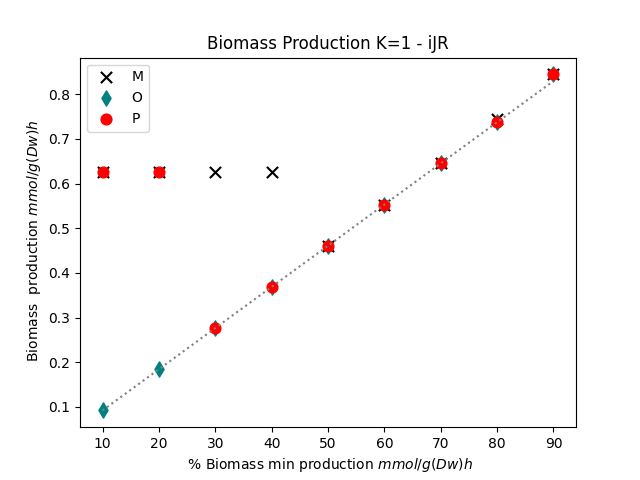 Biomass Production K=1 - iJR
M
O
P
Biomass  production mmol/g(Dw)h
0.8
0.7
0.6
0.5
0.4
0.3
0.2
0.1
10 20 30 40 50 60 70 80 90
% Biomass min production mmol/g(Dw)h